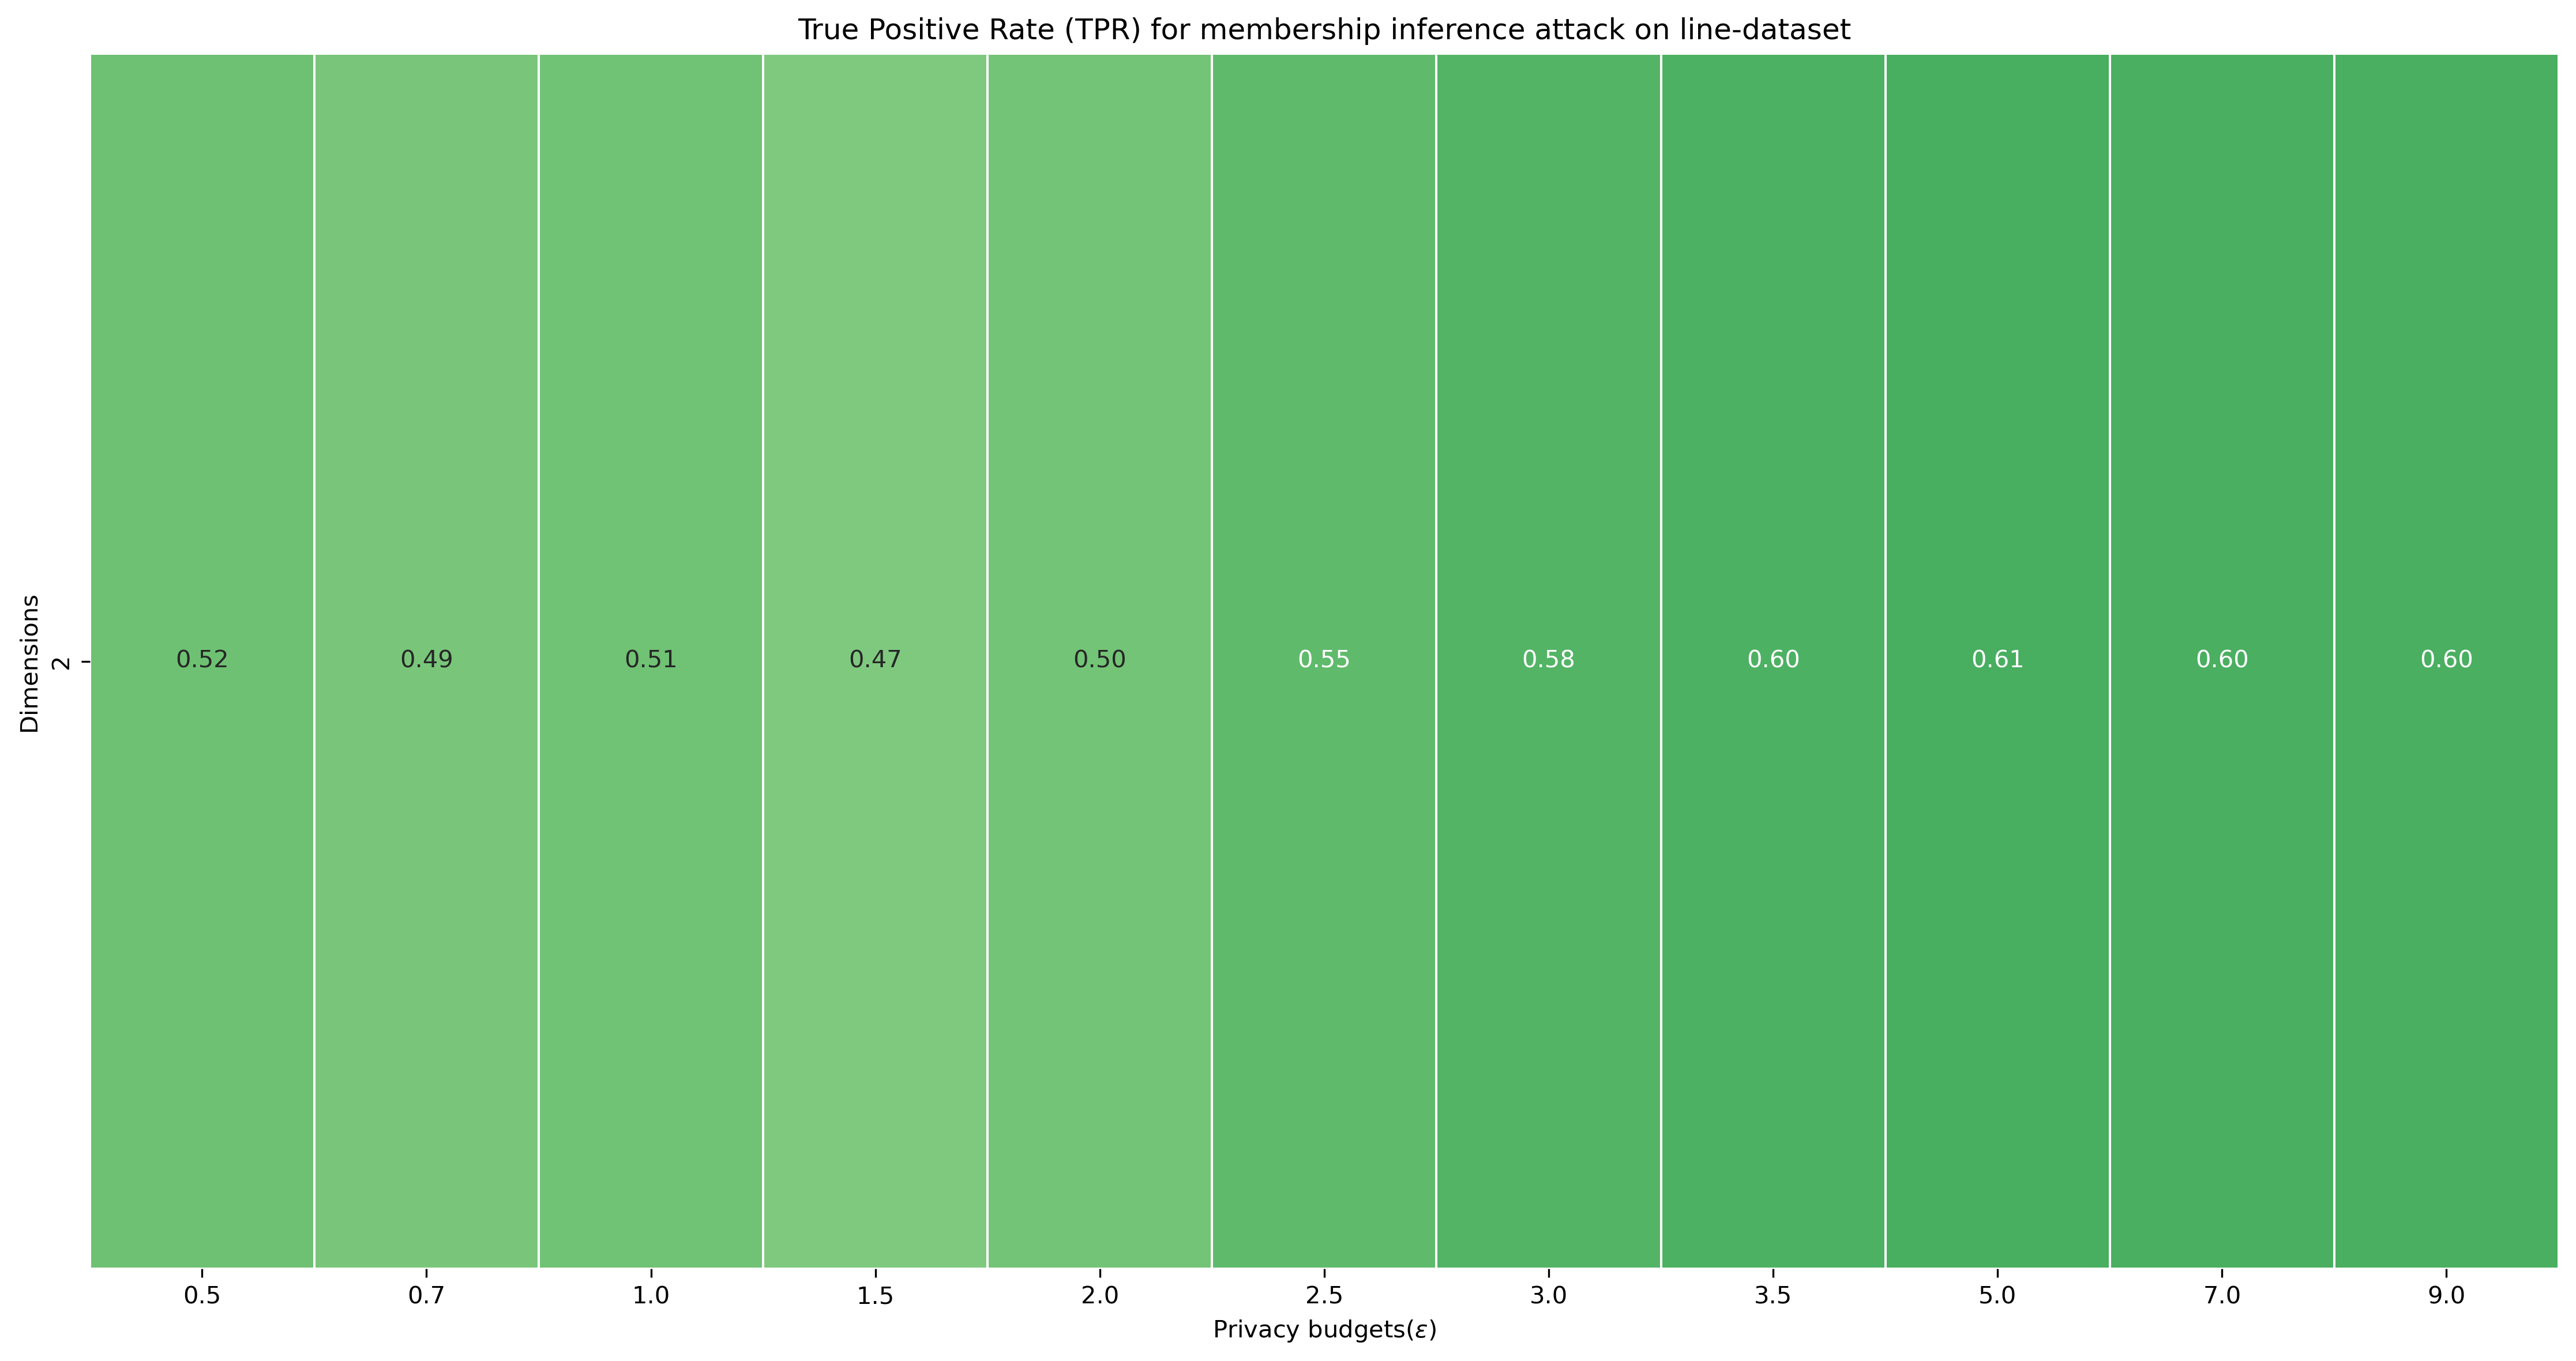 True Positive Rate (TPR) for membership inference attack on line-dataset
Dimensions
2
0.52 0.49 0.51 0.47 0.50 0.55 0.58 0.60 0.61 0.60 0.60
0.5 0.7 1.0 1.5 2.0 2.5 3.0 3.5 5.0 7.0 9.0
Privacy budgets(ε)